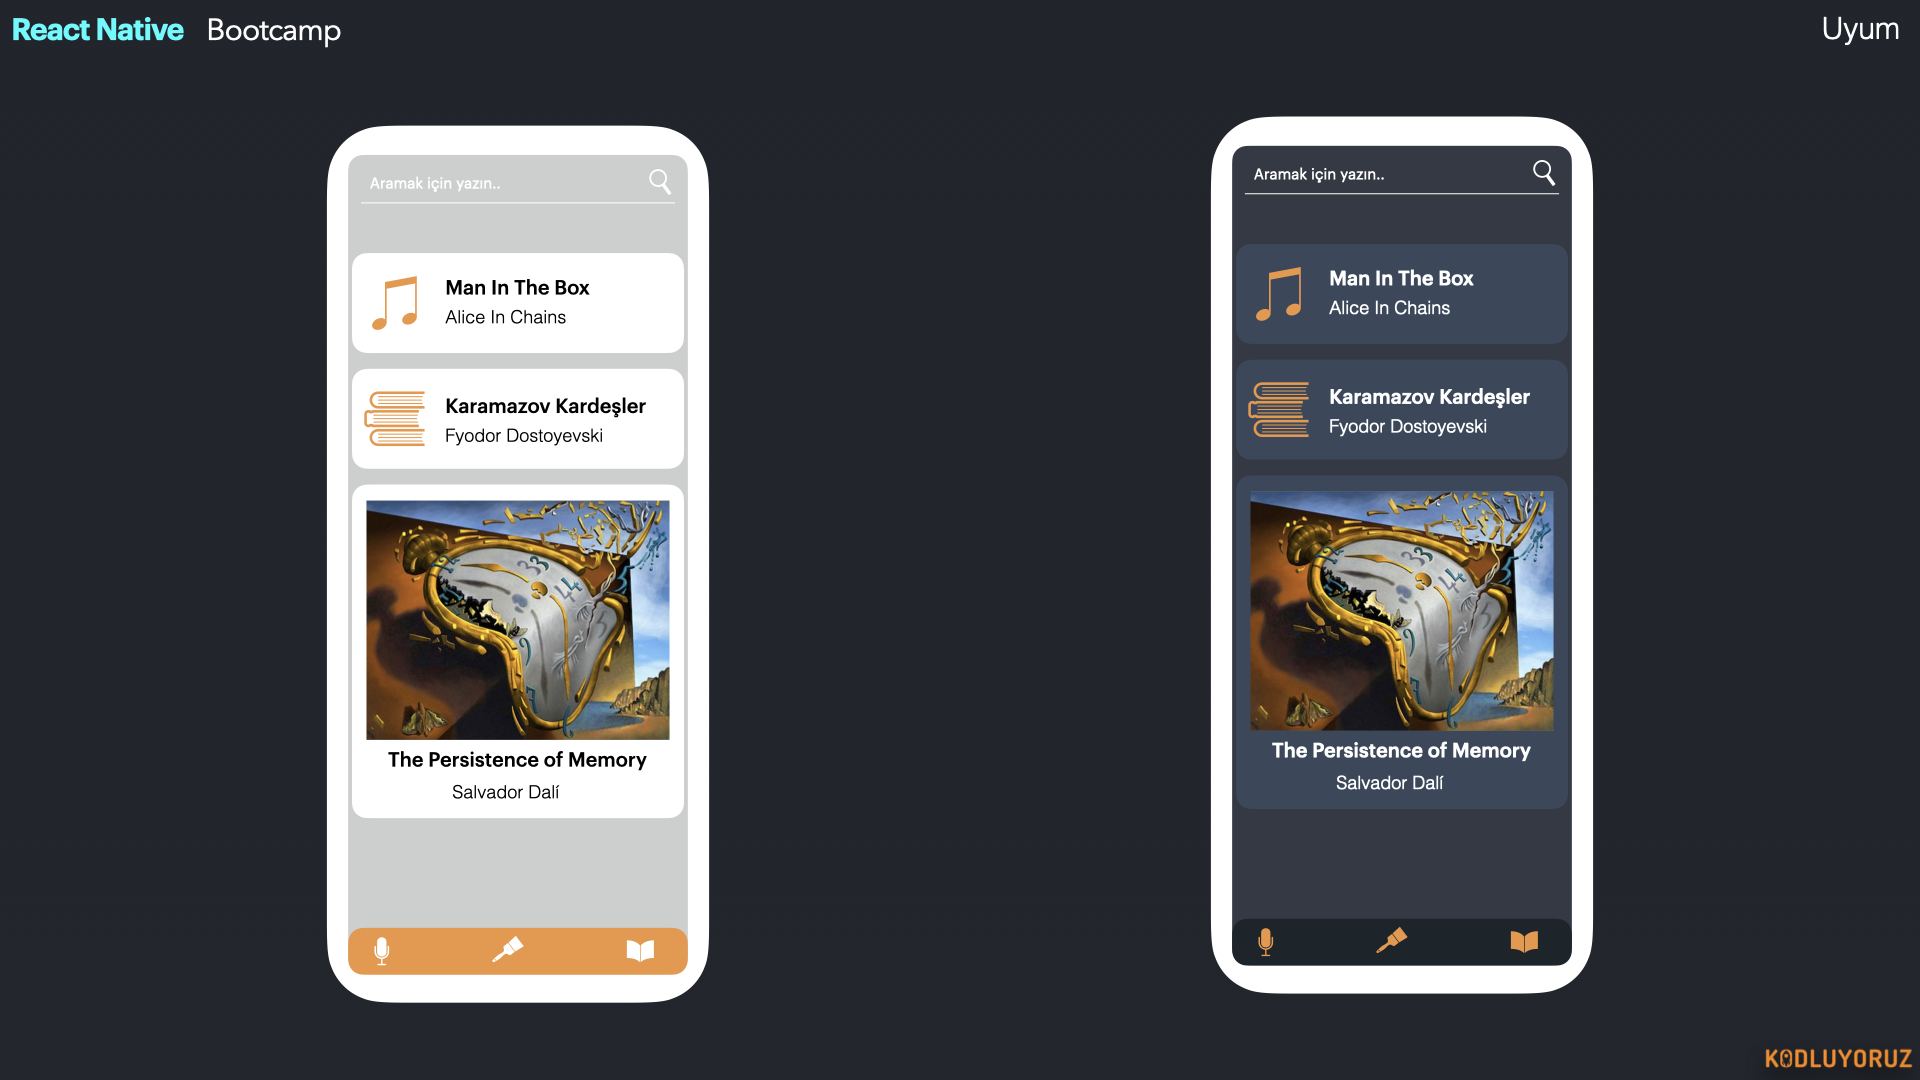 React Native Bootcamp
Uyum
Aramak için yazın..
Man In The Box
Alice In Chains
Karamazov Kardeşler
Fyodor Dostoyevski
The Persistence of Memory
Salvador Dalí
Aramak için yazın..
Man In The Box
Alice In Chains
Karamazov Kardeşler
Fyodor Dostoyevski
The Persistence of Memory
Salvador Dalí
KODLUYORUZ